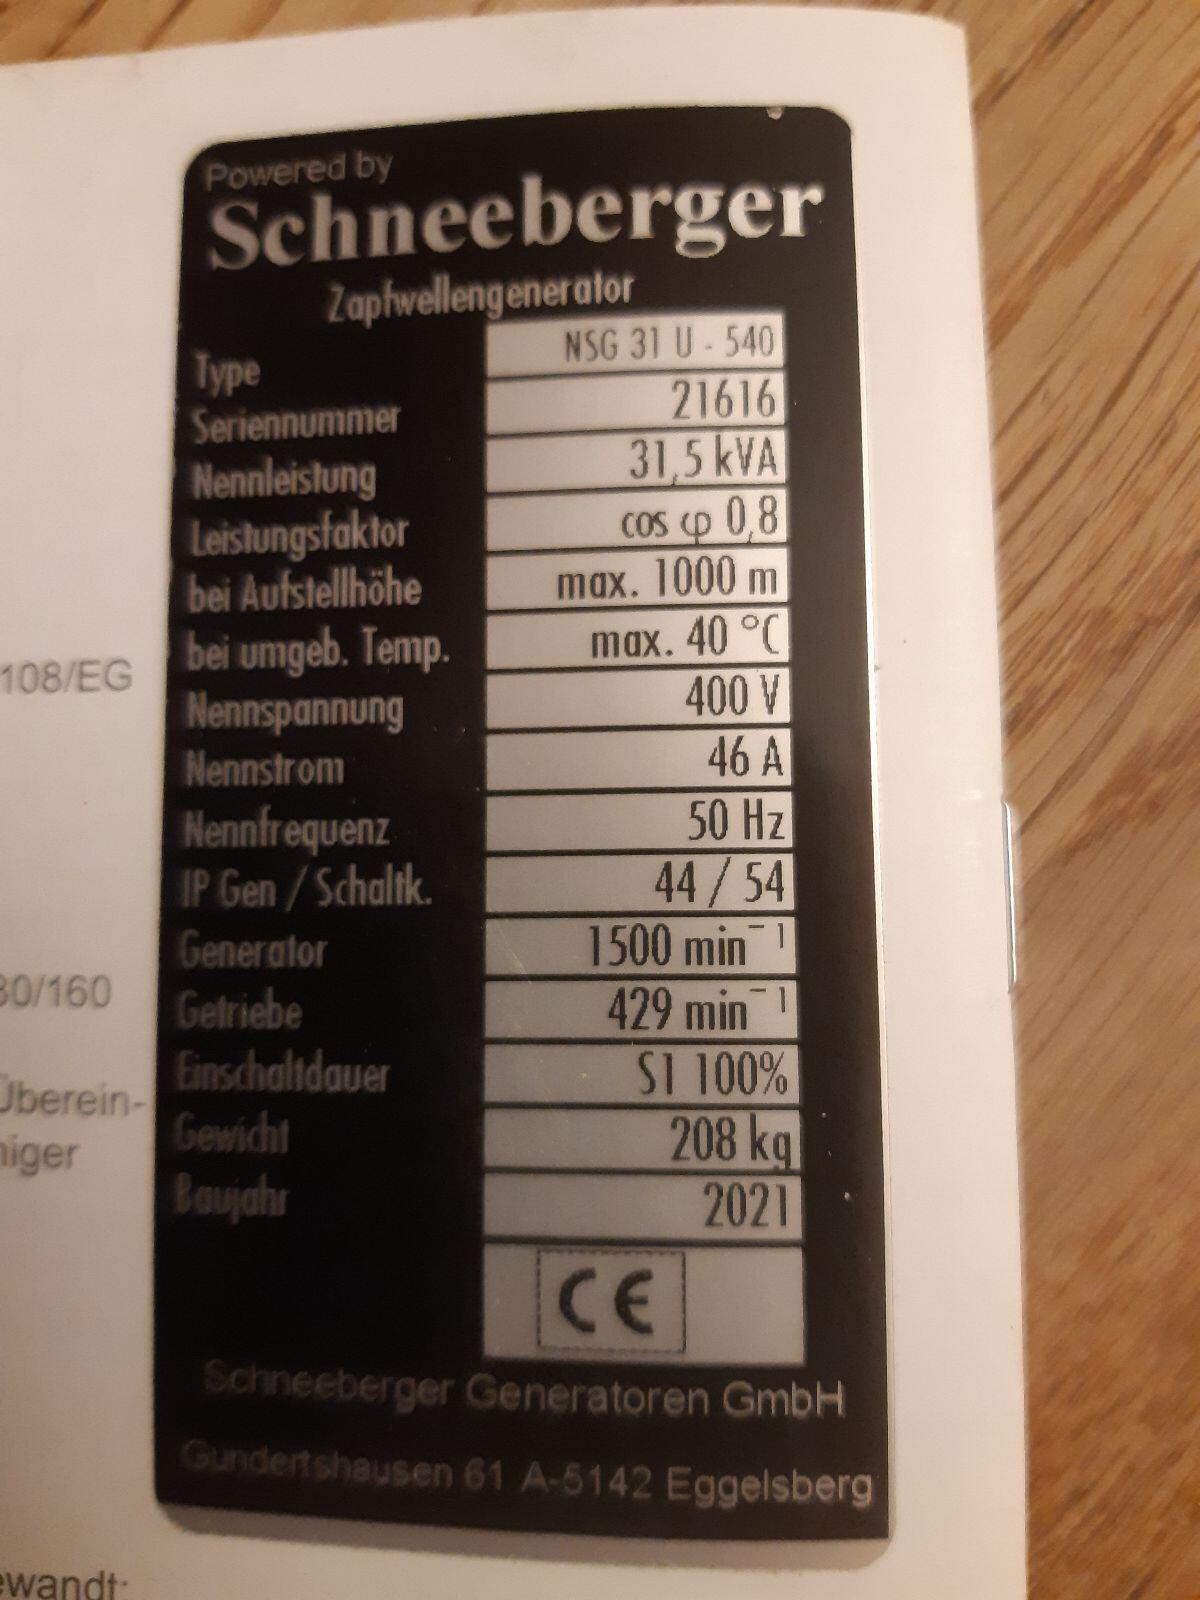 Powered by
Schneeberger
Zapfwellengenerator
Type NSG 31 U - 540
Seriennummer 21616
Nennleistung 31,5 kVA
Leistungsfaktor cos φ 0,8
bei Aufstellhöhe max. 1000 m
bei umgeb. Temp. max. 40 °C
Nennspannung 400 V
Nennstrom 46 A
Nennfrequenz 50 Hz
IP Gen / Schaltk. 44 / 54
Generator 1500 min⁻¹
Getriebe 429 min⁻¹
Einschaltdauer S1 100%
Gewicht 208 kg
Baujahr 2021
CE
Schneeberger Generatoren GmbH
Gundertshausen 61 A-5142 Eggelsberg
108/EG
30/160
Überein-
niger
ewandt: